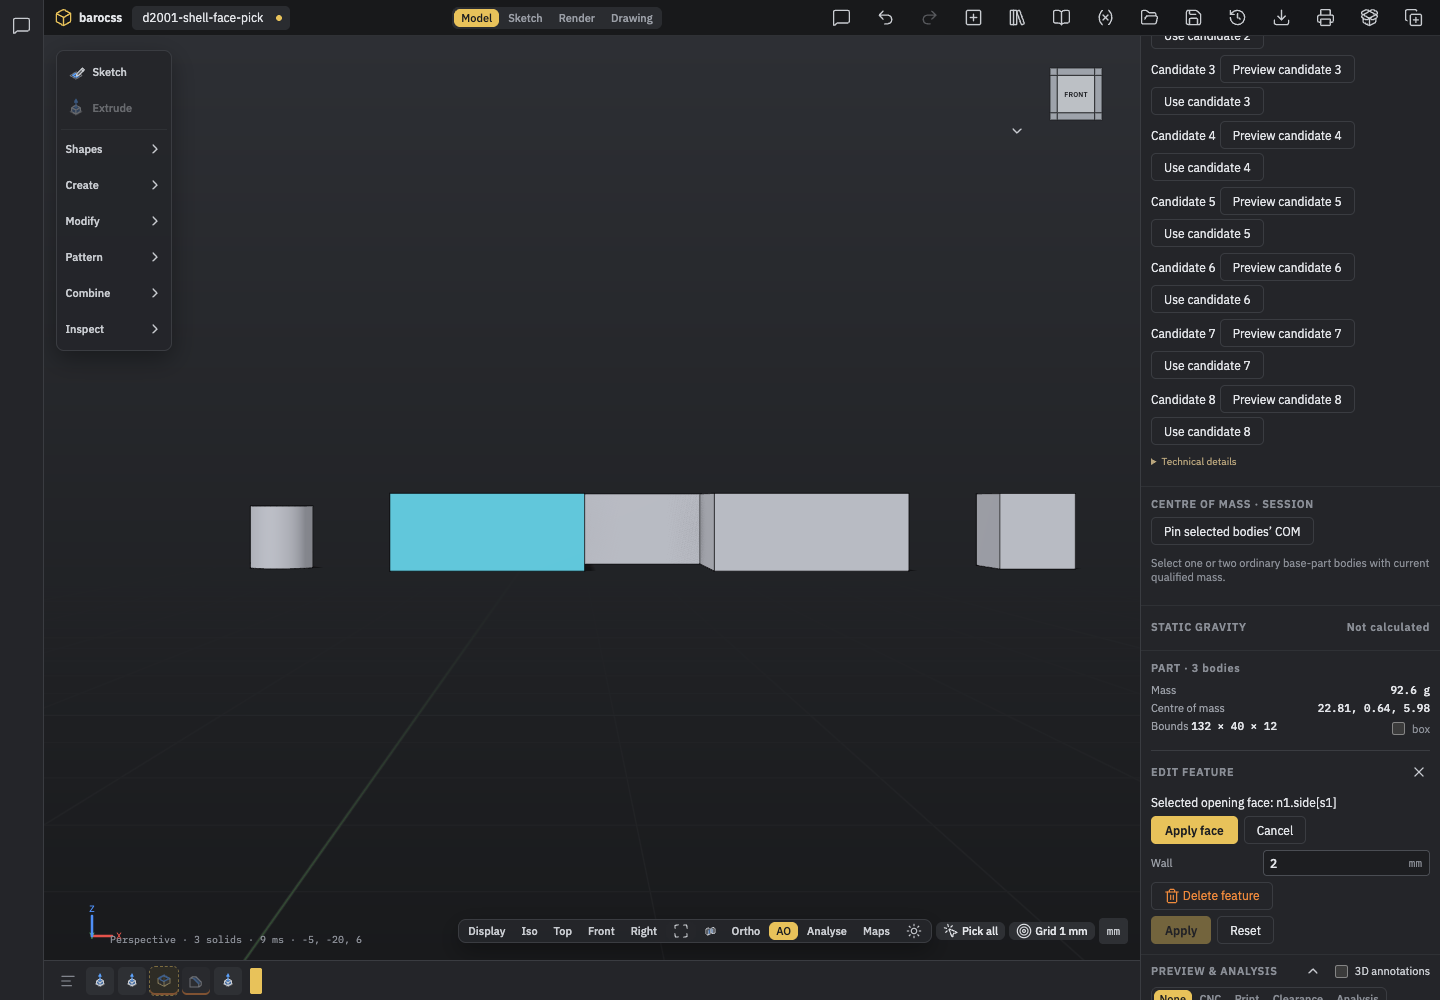 barocss
d2001-shell-face-pick
Model Sketch Render Drawing
Sketch
Extrude
Shapes
Create
Modify
Pattern
Combine
Inspect
FRONT
Use candidate 2
Candidate 3 Preview candidate 3
Use candidate 3
Candidate 4 Preview candidate 4
Use candidate 4
Candidate 5 Preview candidate 5
Use candidate 5
Candidate 6 Preview candidate 6
Use candidate 6
Candidate 7 Preview candidate 7
Use candidate 7
Candidate 8 Preview candidate 8
Use candidate 8
Technical details
CENTRE OF MASS · SESSION
Pin selected bodies’ COM
Select one or two ordinary base-part bodies with current
qualified mass.
STATIC GRAVITY Not calculated
PART · 3 bodies
Mass 92.6 g
Centre of mass 22.81, 0.64, 5.98
Bounds 132 × 40 × 12 box
EDIT FEATURE
Selected opening face: n1.side[s1]
Apply face Cancel
Wall 2 mm
Delete feature
Apply Reset
PREVIEW & ANALYSIS 3D annotations
None CNC Print Clearance Analysis
Z
X
Perspective · 3 solids · 9 ms · -5, -20, 6
Display Iso Top Front Right Ortho AO Analyse Maps Pick all Grid 1 mm mm